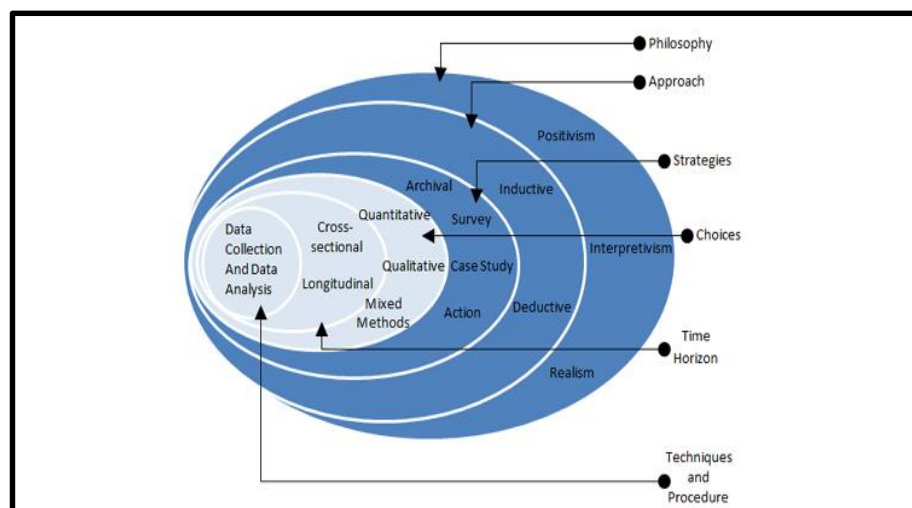 Philosophy
Approach
Positivism
Strategies
Archival
Inductive
Quantitative
Survey
Data
Collection
And Data
Analysis
Cross-
sectional
Choices
Interpretivism
Qualitative
Case Study
Longitudinal
Mixed
Methods
Action
Deductive
Time
Horizon
Realism
Techniques
and
Procedure